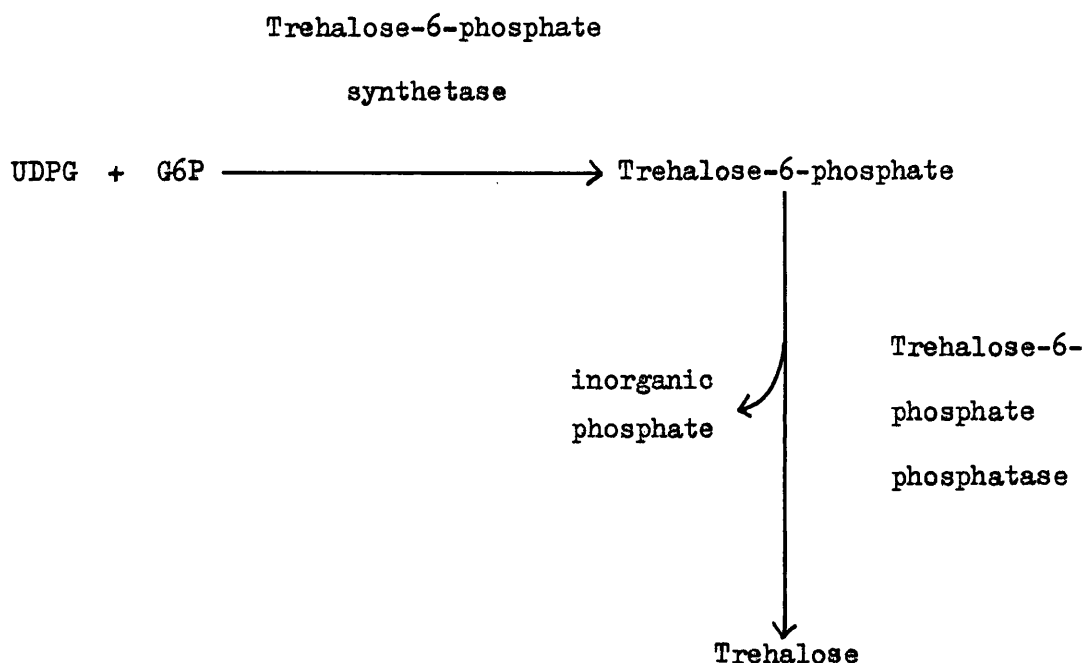 Trehalose-6-phosphate
synthetase
UDPG + G6P
Trehalose-6-phosphate
inorganic
phosphate
Trehalose-6-
phosphate
phosphatase
Trehalose